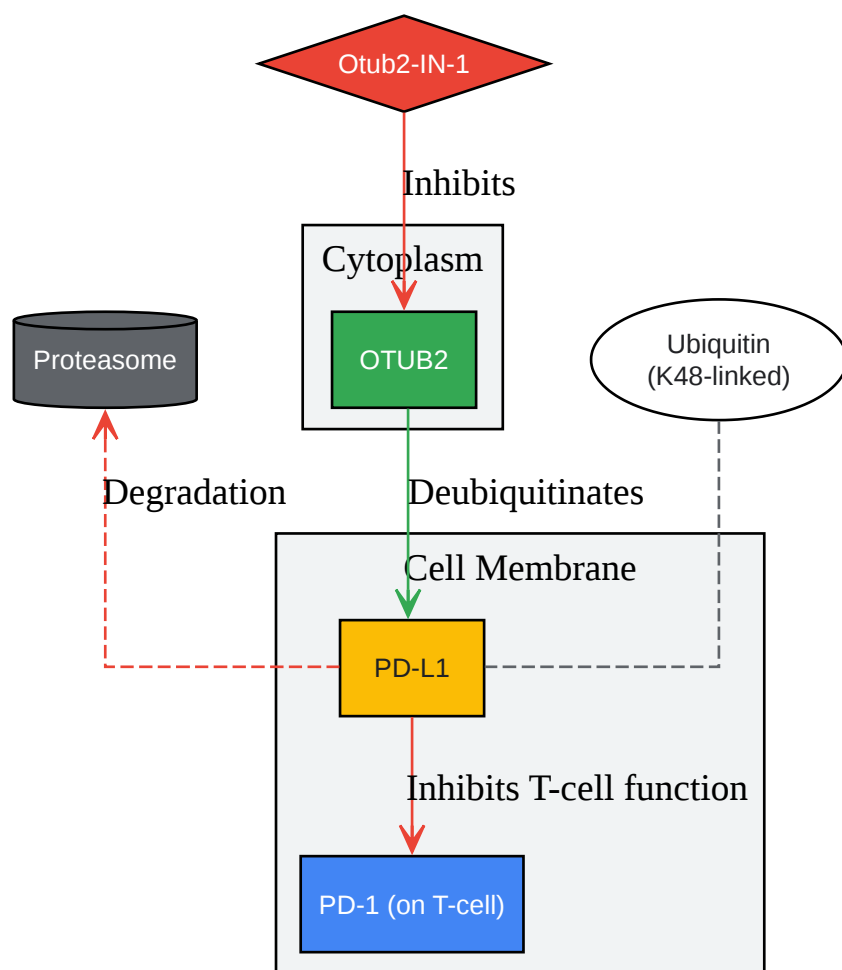 Otub2-IN-1
Inhibits
Cytoplasm
Proteasome
OTUB2
Ubiquitin
(K48-linked)
Degradation
Deubiquitinates
Cell Membrane
PD-L1
Inhibits T-cell function
PD-1 (on T-cell)